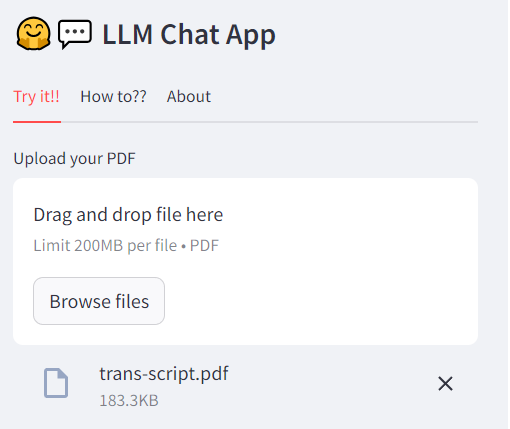 LLM Chat App
Try it!! How to?? About
Upload your PDF
Drag and drop file here
Limit 200MB per file • PDF
Browse files
trans-script.pdf
183.3KB